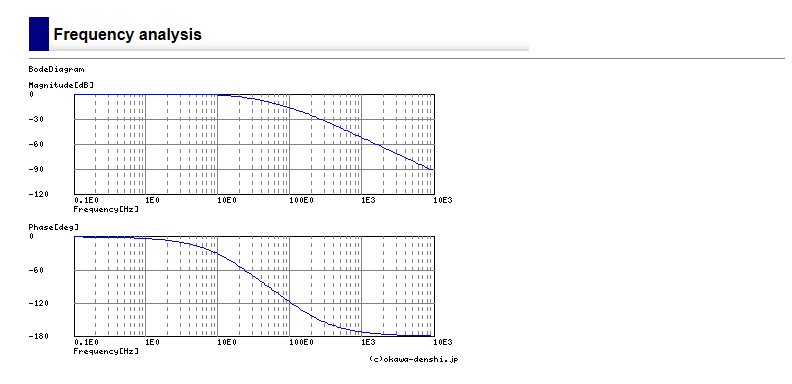 Frequency analysis
BodeDiagram
Magnitude[dB]
0
-30
-60
-90
-120
0.1E0 1E0 10E0 100E0 1E3 10E3
Frequency[Hz]
Phase[deg]
0
-60
-120
-180
0.1E0 1E0 10E0 100E0 1E3 10E3
Frequency[Hz]
(c)okawa-denshi.jp